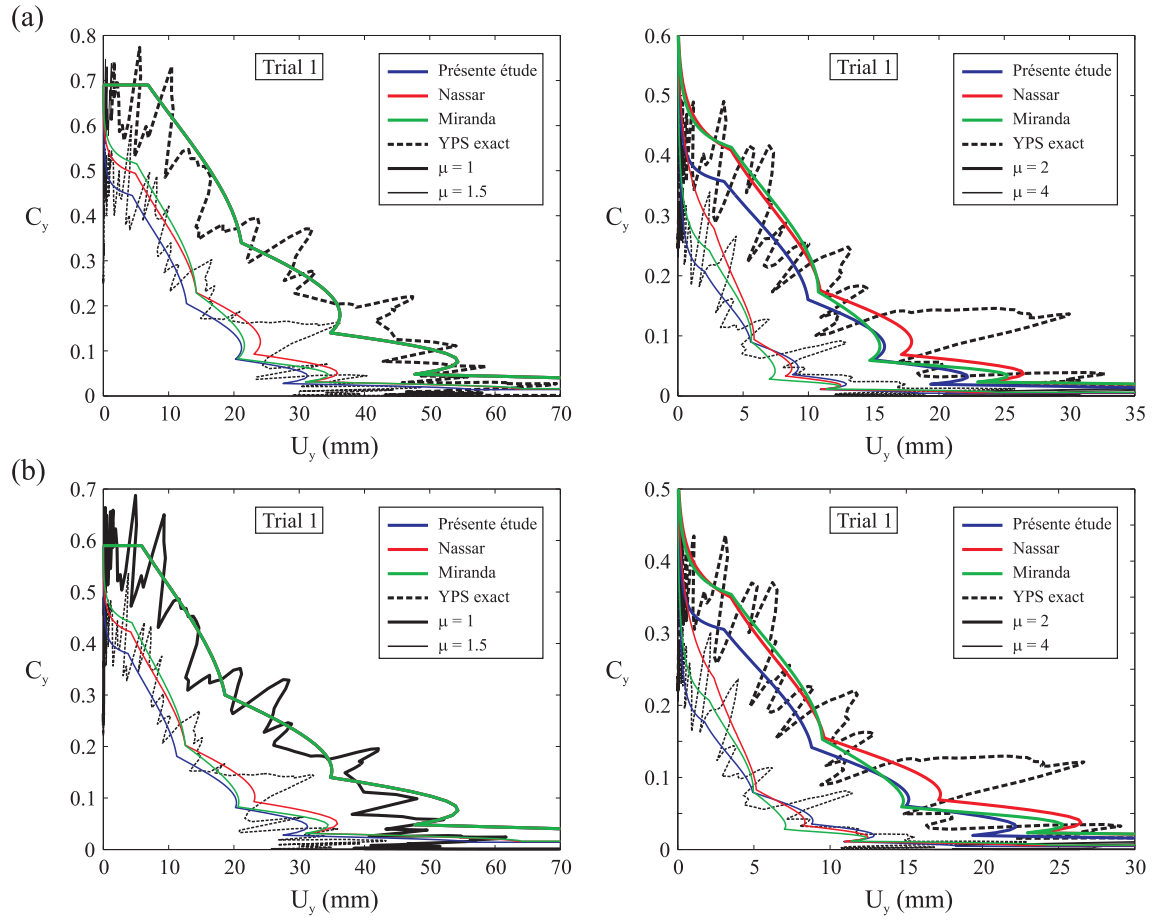 (a)
Trial 1
Présente étude
Nassar
Miranda
YPS exact
μ = 1
μ = 1.5
0.8
0.7
0.6
0.5
0.4
0.3
0.2
0.1
0
C_y
0
10
20
30
40
50
60
70
U_y (mm)
Trial 1
Présente étude
Nassar
Miranda
YPS exact
μ = 2
μ = 4
0.6
0.5
0.4
0.3
0.2
0.1
0
C_y
0
5
10
15
20
25
30
35
U_y (mm)
(b)
Trial 1
Présente étude
Nassar
Miranda
YPS exact
μ = 1
μ = 1.5
0.7
0.6
0.5
0.4
0.3
0.2
0.1
0
C_y
0
10
20
30
40
50
60
70
U_y (mm)
Trial 1
Présente étude
Nassar
Miranda
YPS exact
μ = 2
μ = 4
0.5
0.4
0.3
0.2
0.1
0
C_y
0
5
10
15
20
25
30
U_y (mm)